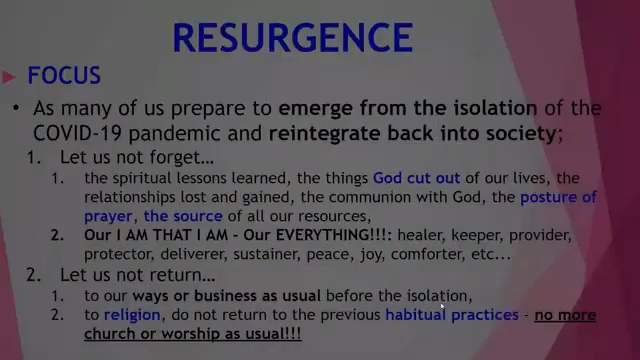 RESURGENCE
► FOCUS
• As many of us prepare to emerge from the isolation of the
COVID-19 pandemic and reintegrate back into society;
1. Let us not forget...
1. the spiritual lessons learned, the things God cut out of our lives, the
relationships lost and gained, the communion with God, the posture of
prayer, the source of all our resources,
2. Our I AM THAT I AM - Our EVERYTHING!!!: healer, keeper, provider,
protector, deliverer, sustainer, peace, joy, comforter, etc...
2. Let us not return...
1. to our ways or business as usual before the isolation,
2. to religion, do not return to the previous habitual practices - no more
church or worship as usual!!!